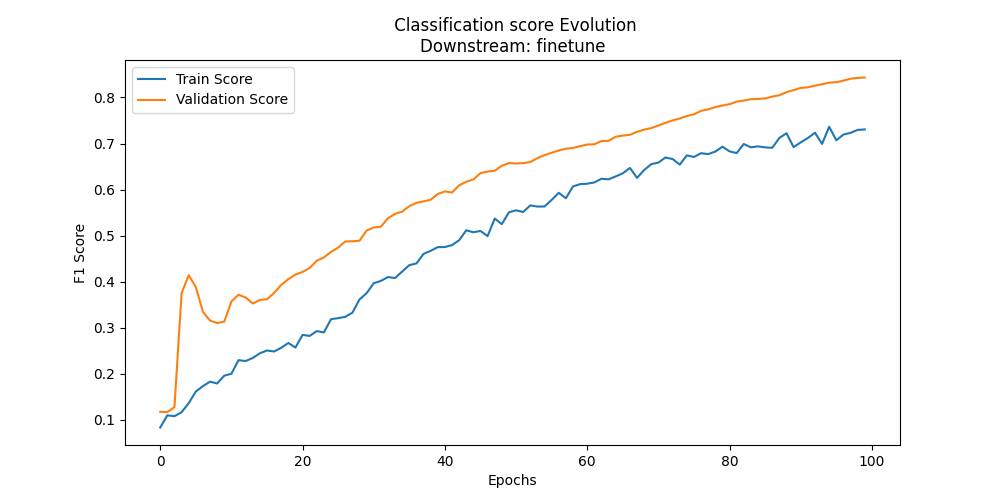 Classification score Evolution
Downstream: finetune
Train Score
Validation Score
F1 Score
0.8
0.7
0.6
0.5
0.4
0.3
0.2
0.1
0 20 40 60 80 100
Epochs